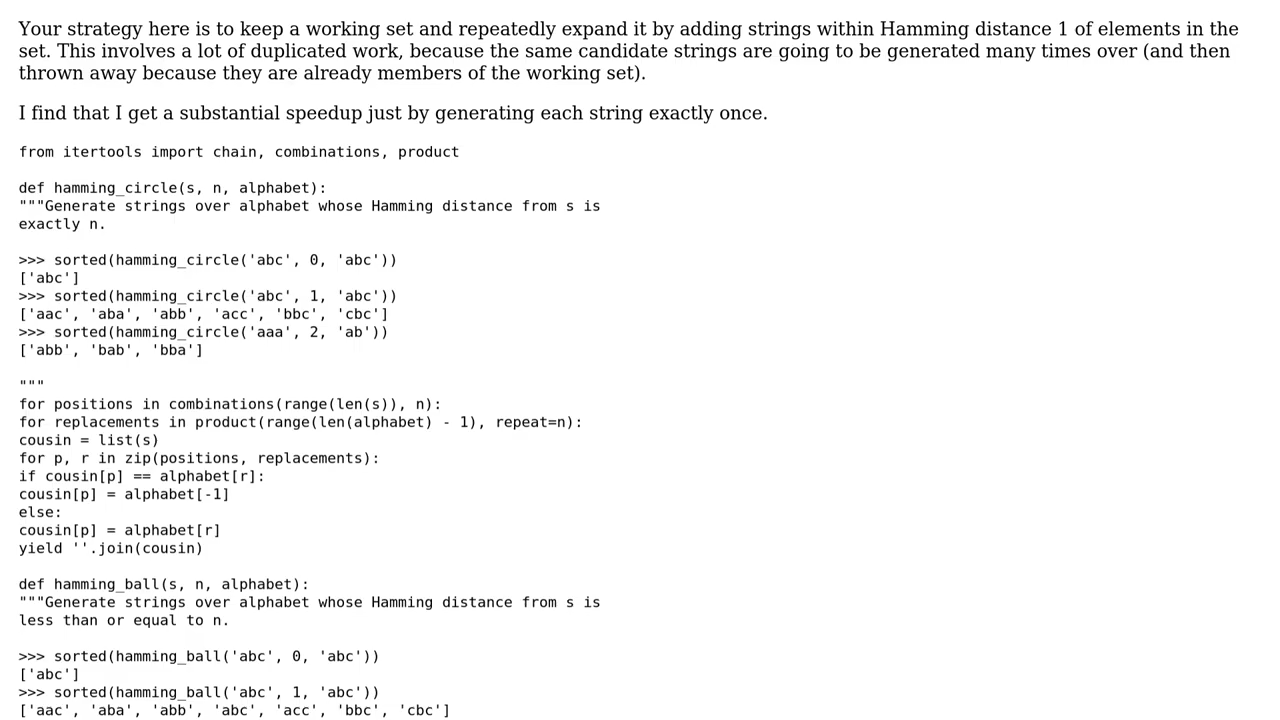 Your strategy here is to keep a working set and repeatedly expand it by adding strings within Hamming distance 1 of elements in the
set. This involves a lot of duplicated work, because the same candidate strings are going to be generated many times over (and then
thrown away because they are already members of the working set).
I find that I get a substantial speedup just by generating each string exactly once.
from itertools import chain, combinations, product
def hamming_circle(s, n, alphabet):
"""Generate strings over alphabet whose Hamming distance from s is
exactly n.
>>> sorted(hamming_circle('abc', 0, 'abc'))
['abc']
>>> sorted(hamming_circle('abc', 1, 'abc'))
['aac', 'aba', 'abb', 'acc', 'bbc', 'cbc']
>>> sorted(hamming_circle('aaa', 2, 'ab'))
['abb', 'bab', 'bba']
"""
for positions in combinations(range(len(s)), n):
for replacements in product(range(len(alphabet) - 1), repeat=n):
cousin = list(s)
for p, r in zip(positions, replacements):
if cousin[p] == alphabet[r]:
cousin[p] = alphabet[-1]
else:
cousin[p] = alphabet[r]
yield ''.join(cousin)
def hamming_ball(s, n, alphabet):
"""Generate strings over alphabet whose Hamming distance from s is
less than or equal to n.
>>> sorted(hamming_ball('abc', 0, 'abc'))
['abc']
>>> sorted(hamming_ball('abc', 1, 'abc'))
['aac', 'aba', 'abb', 'abc', 'acc', 'bbc', 'cbc']